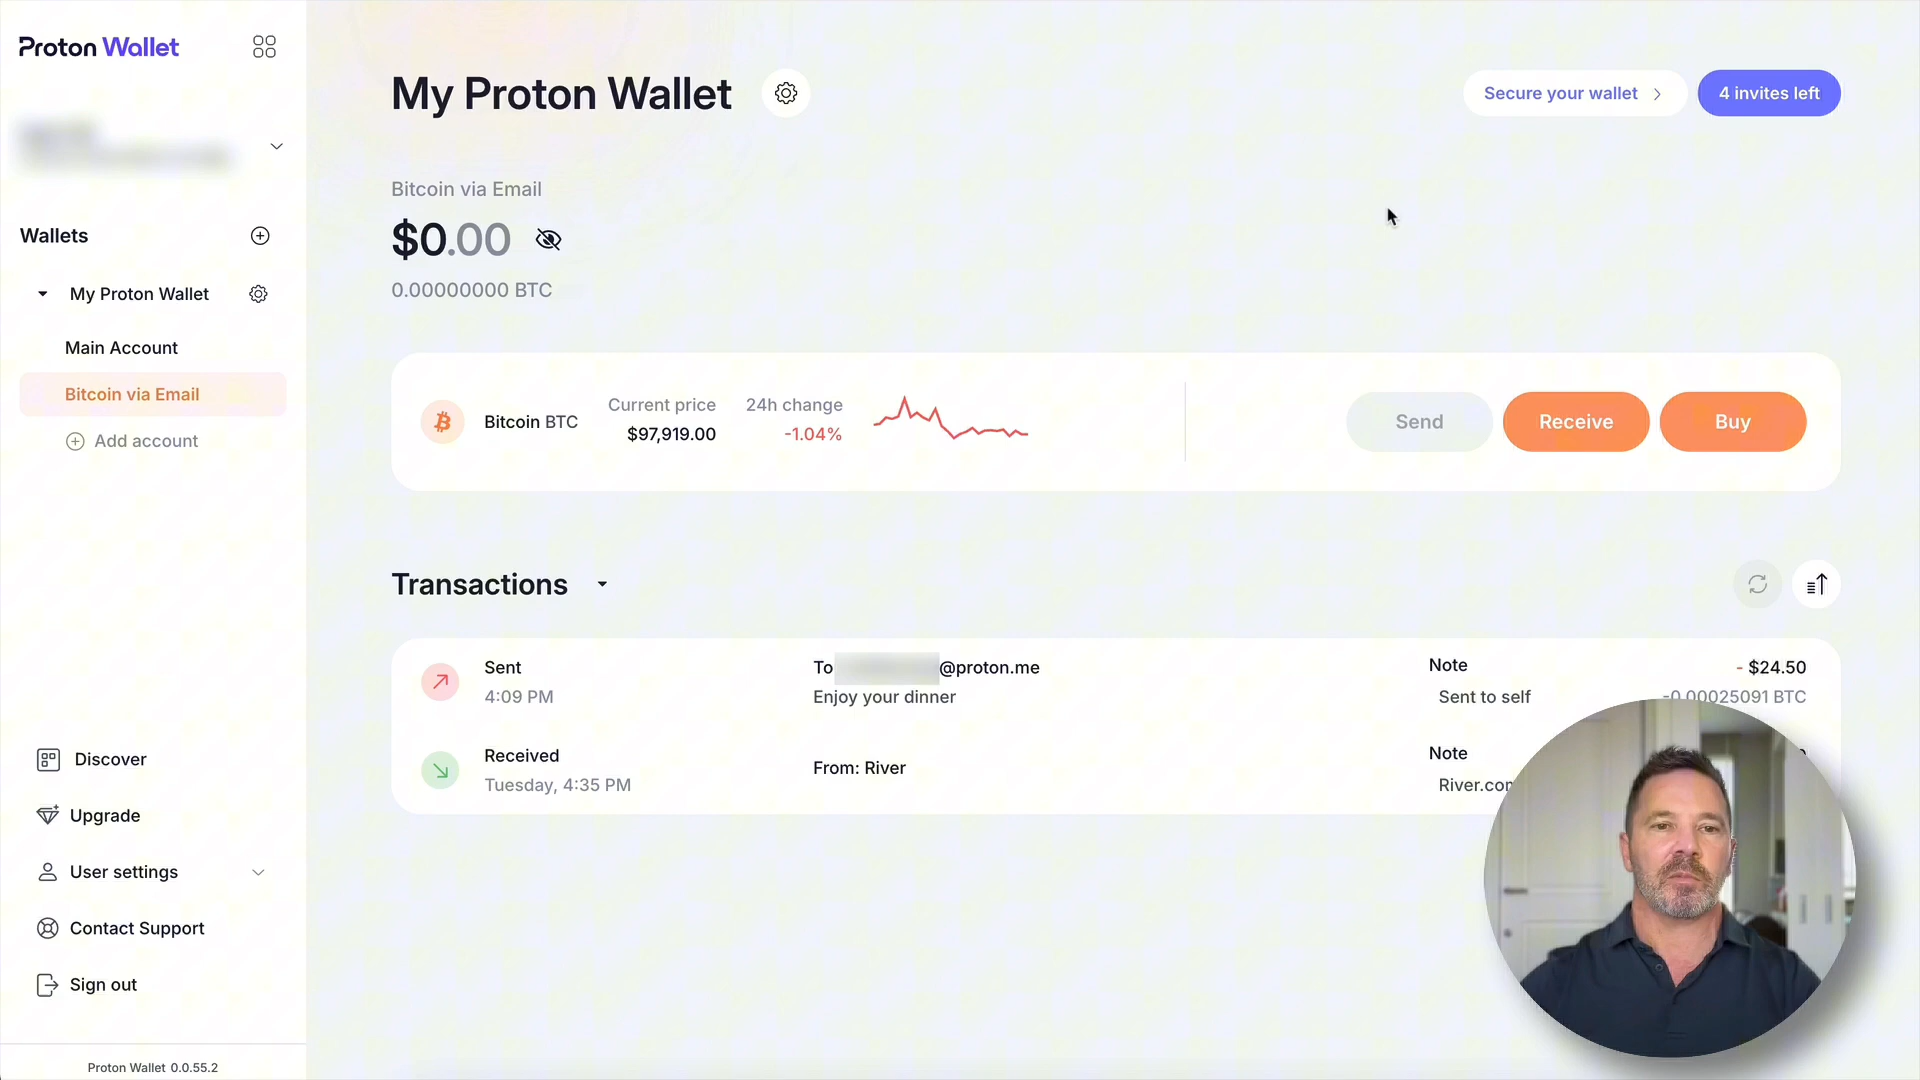 Proton Wallet
Wallets
My Proton Wallet
Main Account
Bitcoin via Email
Add account
Discover
Upgrade
User settings
Contact Support
Sign out
Proton Wallet 0.0.55.2
My Proton Wallet
Secure your wallet
4 invites left
Bitcoin via Email
$0.00
0.00000000 BTC
Bitcoin BTC
Current price
$97,919.00
24h change
-1.04%
Send
Receive
Buy
Transactions
Sent
4:09 PM
To @proton.me
Enjoy your dinner
Note
Sent to self
- $24.50
-0.00025091 BTC
Received
Tuesday, 4:35 PM
From: River
Note